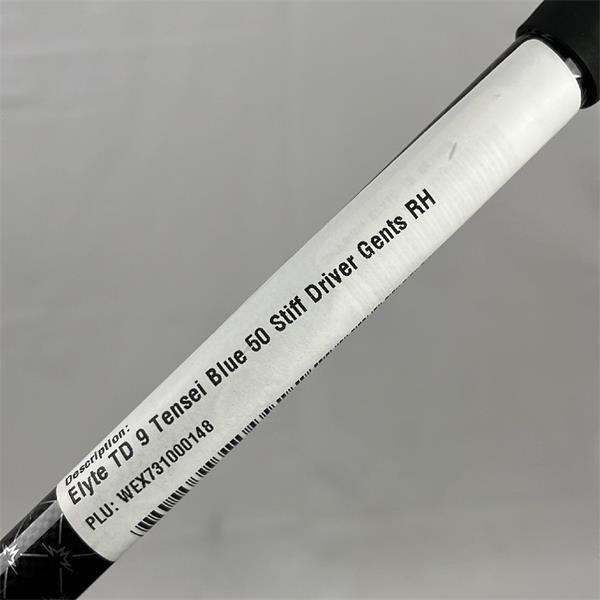 Description:
Elyte TD 9 Tensei Blue 50 Stiff Driver Gents RH
PLU: WEX731000148